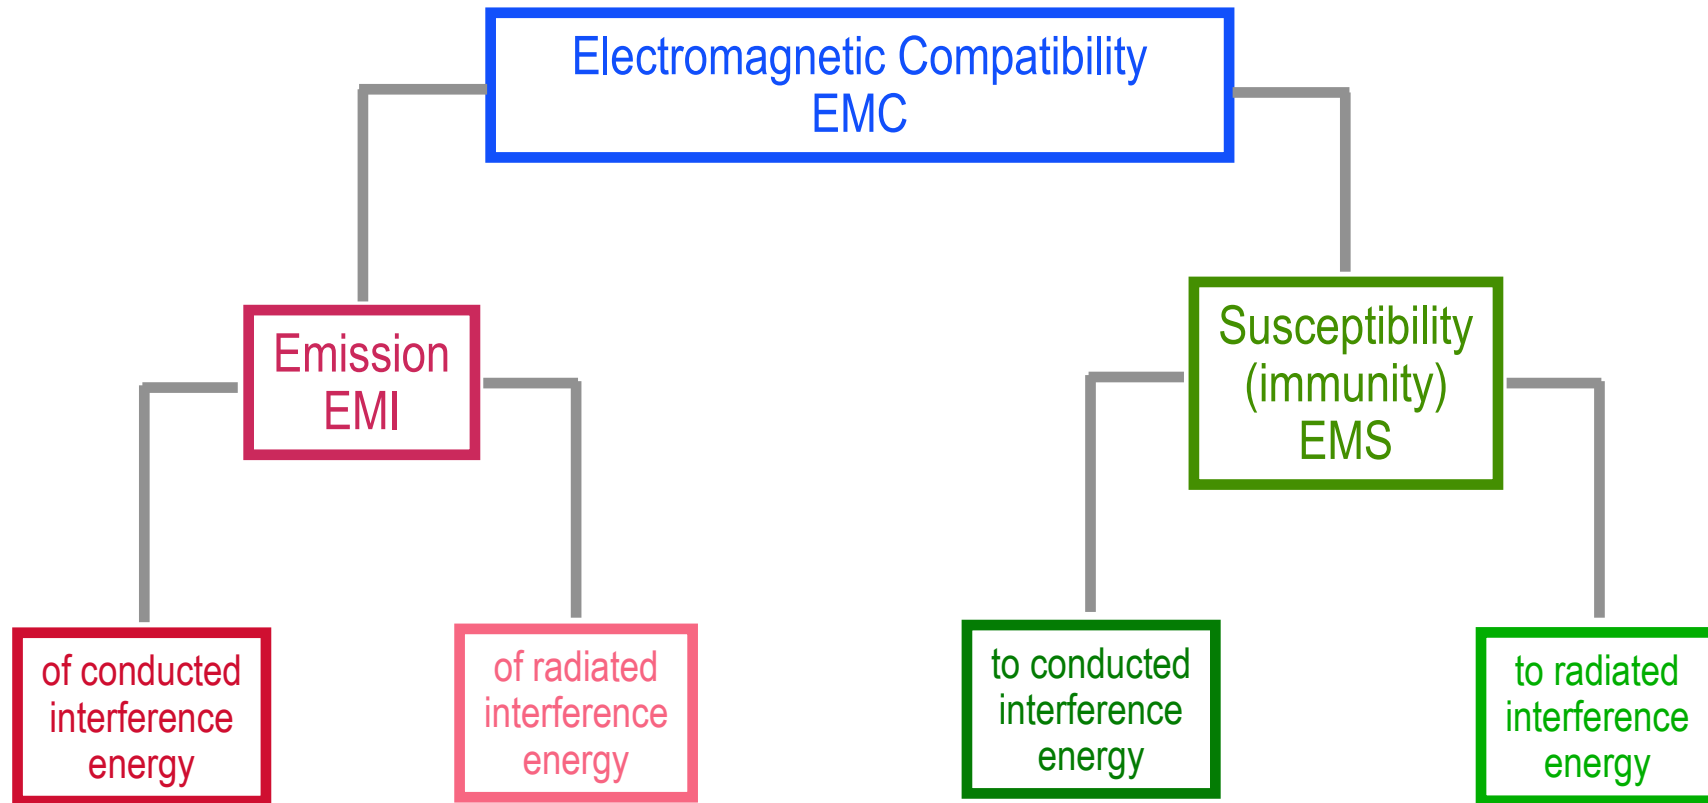 Electromagnetic Compatibility
EMC
Emission
EMI
Susceptibility
(immunity)
EMS
of conducted
interference
energy
of radiated
interference
energy
to conducted
interference
energy
to radiated
interference
energy